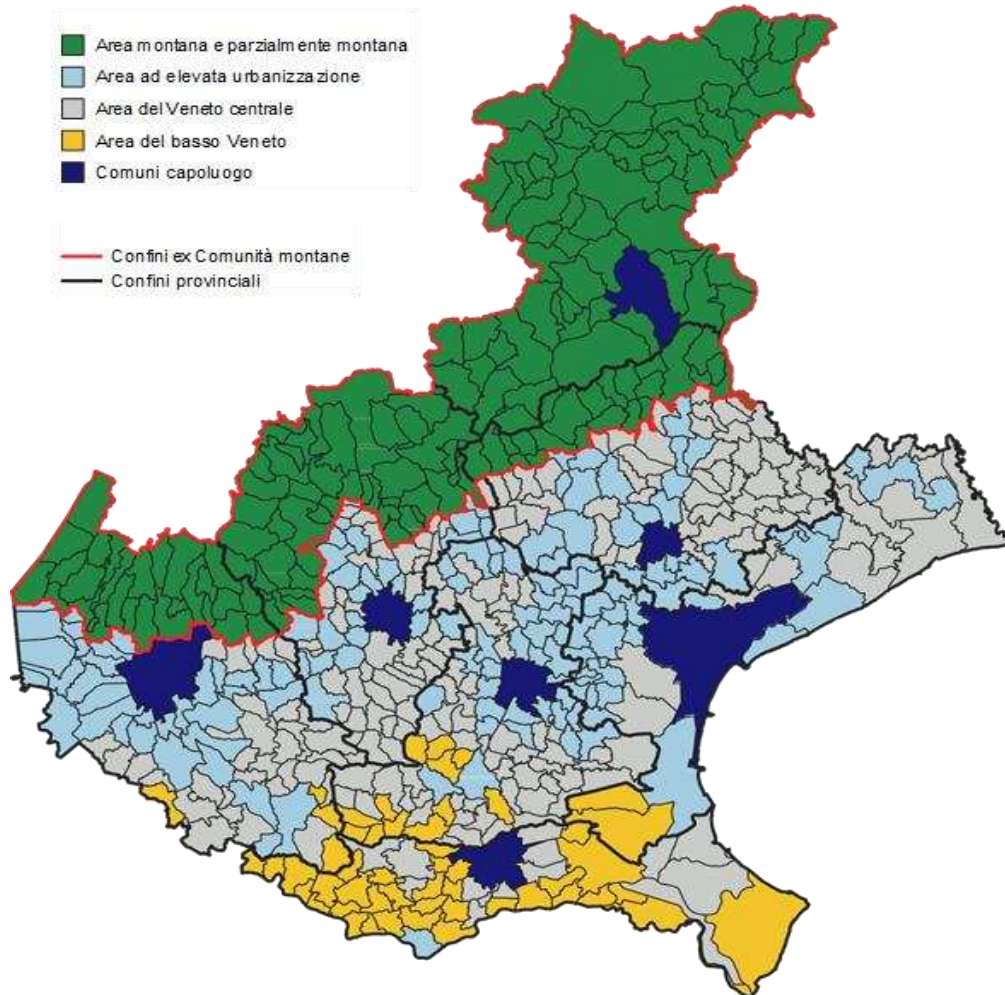 Area montana e parzialmente montana
Area ad elevata urbanizzazione
Area del Veneto centrale
Area del basso Veneto
Comuni capoluogo
Confini ex Comunità montane
Confini provinciali